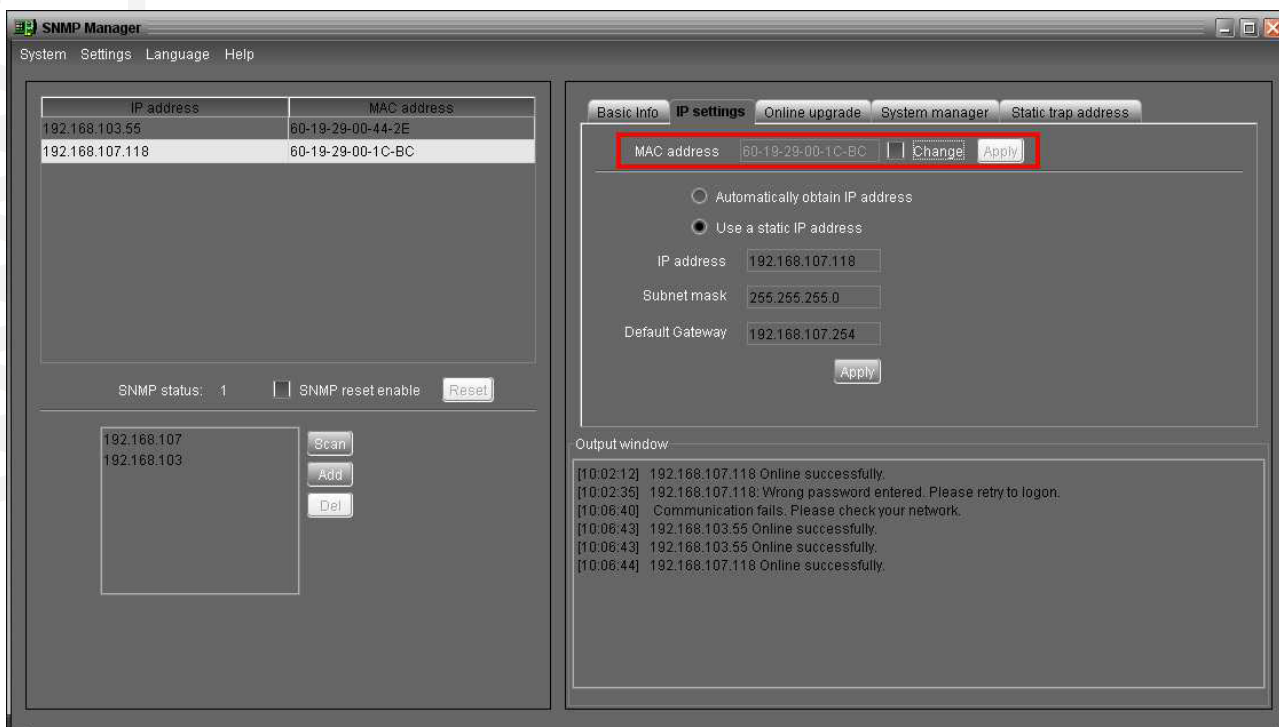 SNMP Manager
System Settings Language Help
IP address MAC address
192.168.103.55 60-19-29-00-44-2E
192.168.107.118 60-19-29-00-1C-BC
SNMP status: 1 SNMP reset enable Reset
192.168.107
192.168.103
Scan
Add
Del
Basic Info IP settings Online upgrade System manager Static trap address
MAC address 60-19-29-00-1C-BC Change Apply
Automatically obtain IP address
Use a static IP address
IP address 192.168.107.118
Subnet mask 255.255.255.0
Default Gateway 192.168.107.254
Apply
Output window
[10:02:12] 192.168.107.118 Online successfully.
[10:02:35] 192.168.107.118: Wrong password entered. Please retry to logon.
[10:06:40] Communication fails. Please check your network.
[10:06:43] 192.168.103.55 Online successfully.
[10:06:43] 192.168.103.55 Online successfully.
[10:06:44] 192.168.107.118 Online successfully.